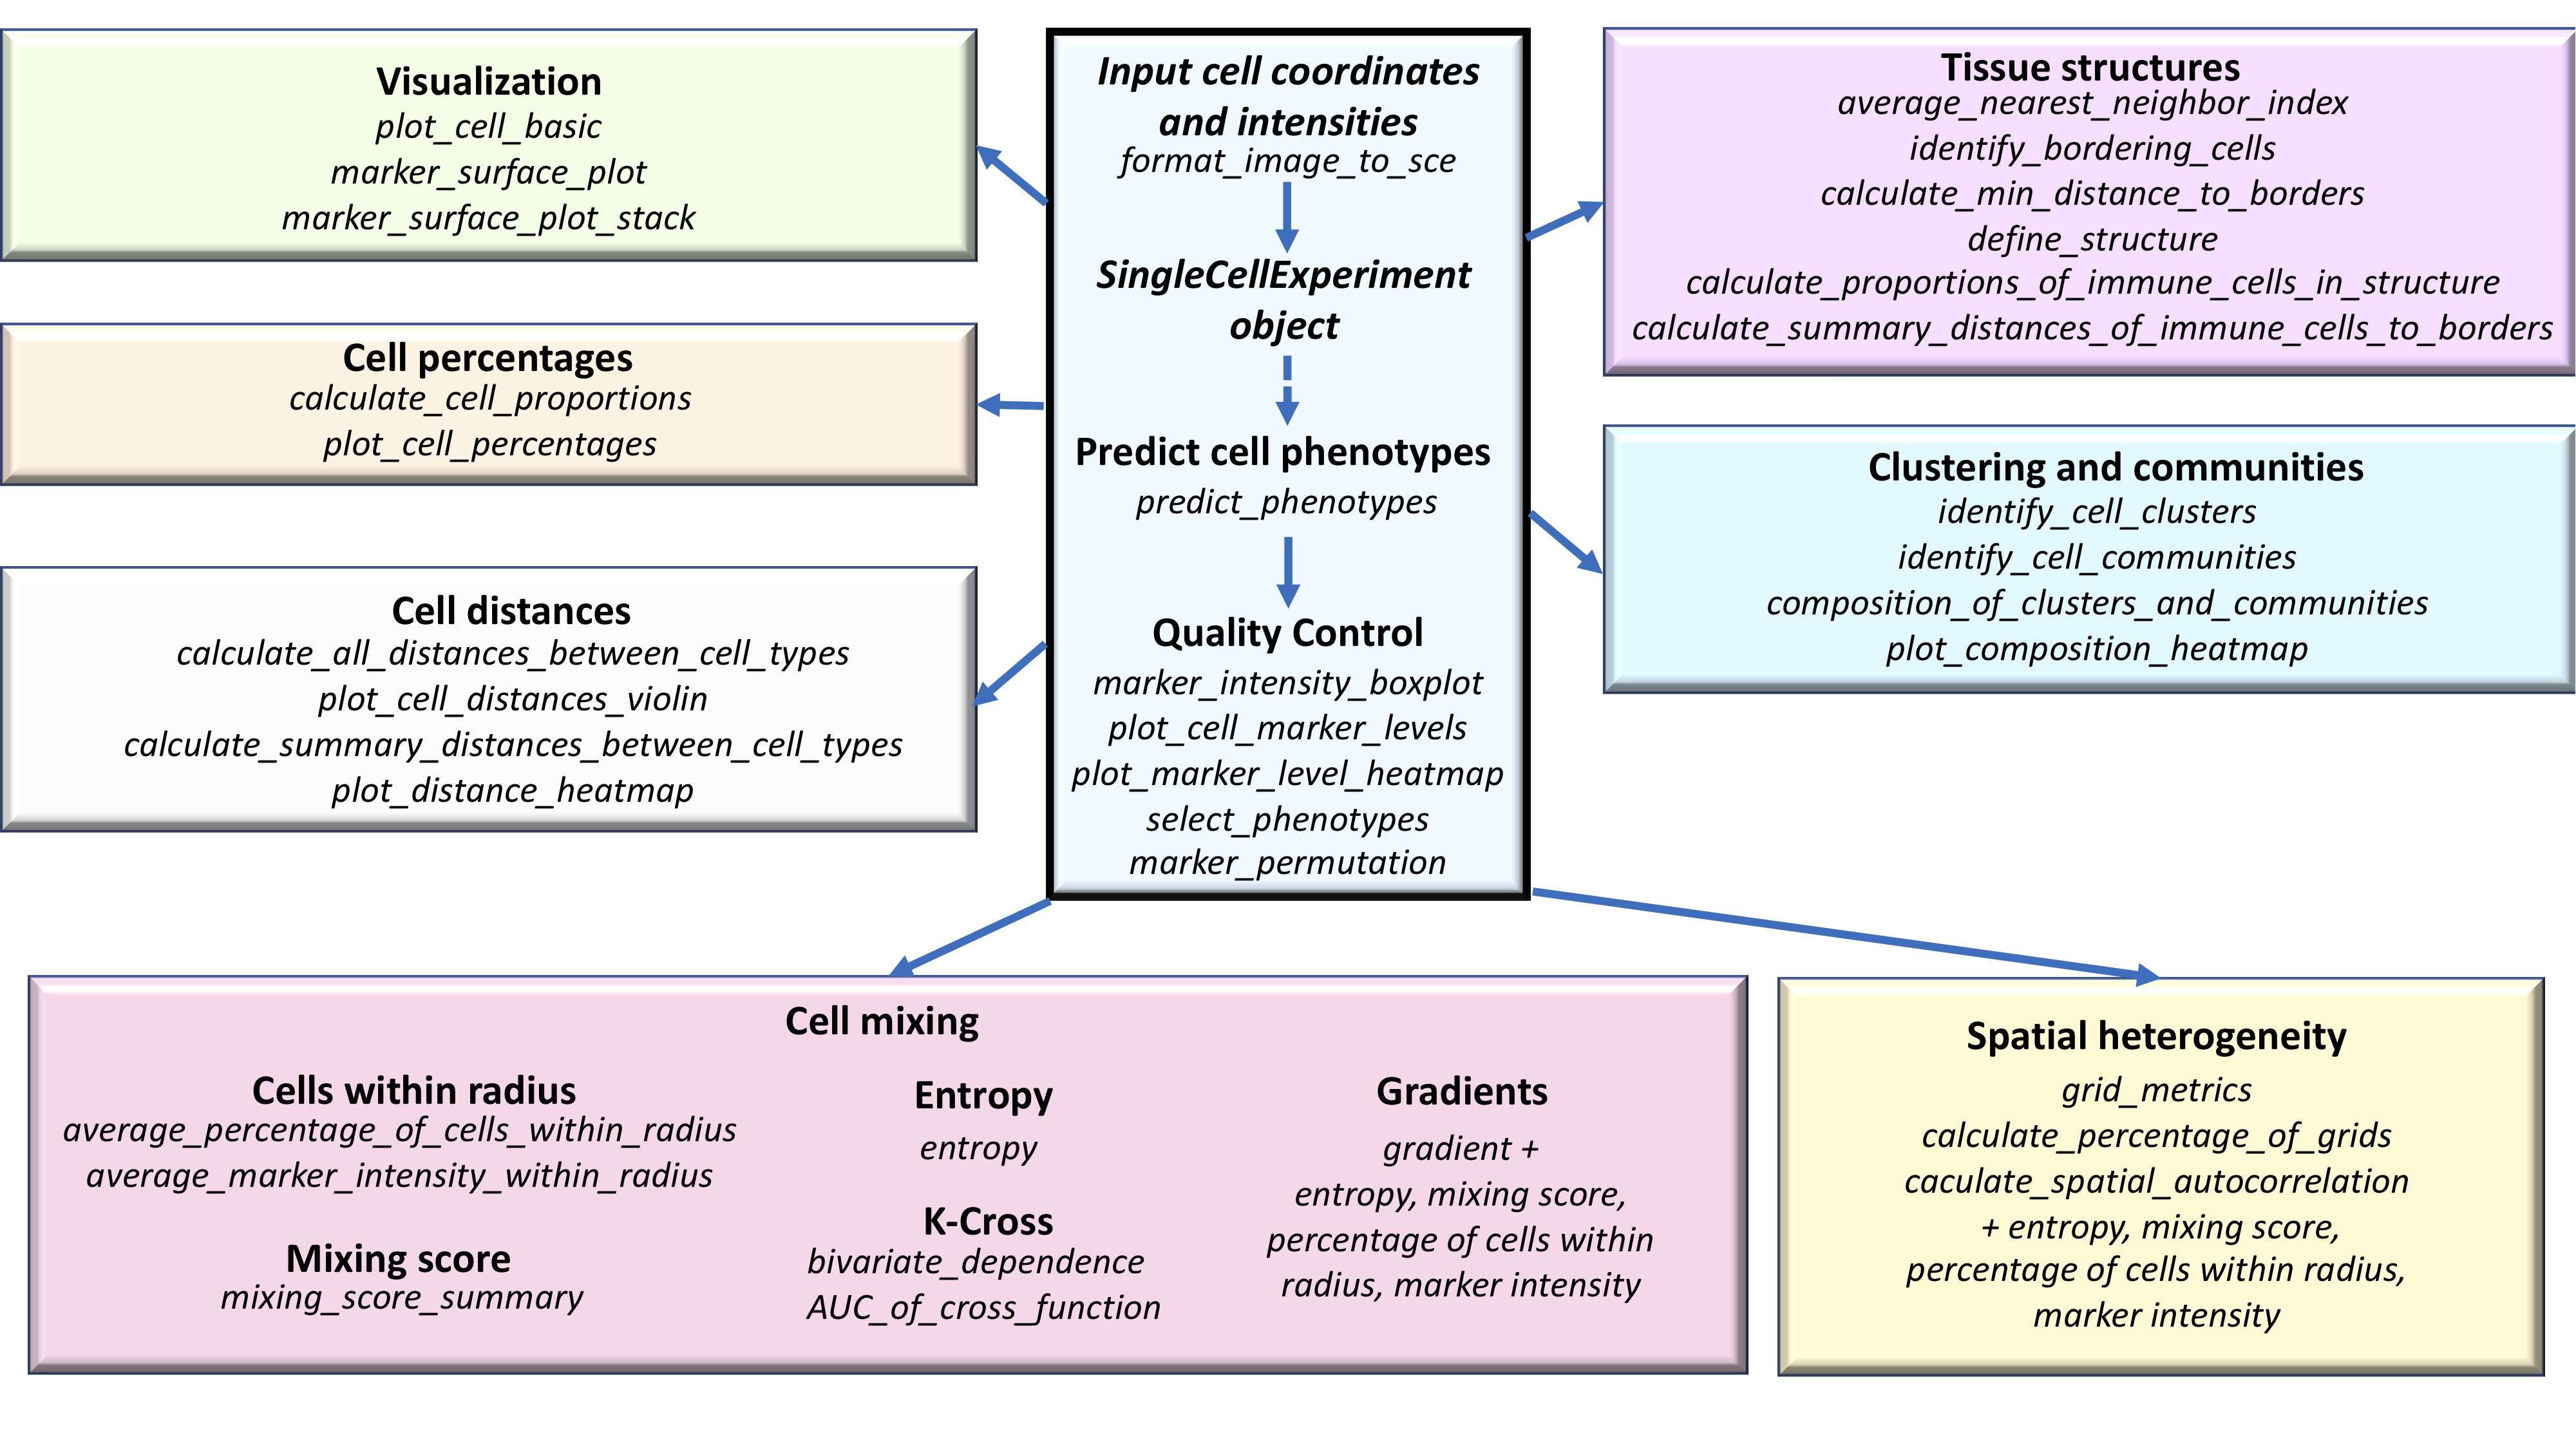 Visualization
plot_cell_basic
marker_surface_plot
marker_surface_plot_stack
Cell percentages
calculate_cell_proportions
plot_cell_percentages
Cell distances
calculate_all_distances_between_cell_types
plot_cell_distances_violin
calculate_summary_distances_between_cell_types
plot_distance_heatmap
Input cell coordinates
and intensities
format_image_to_sce
SingleCellExperiment
object
Predict cell phenotypes
predict_phenotypes
Quality Control
marker_intensity_boxplot
plot_cell_marker_levels
plot_marker_level_heatmap
select_phenotypes
marker_permutation
Tissue structures
average_nearest_neighbor_index
identify_bordering_cells
calculate_min_distance_to_borders
define_structure
calculate_proportions_of_immune_cells_in_structure
calculate_summary_distances_of_immune_cells_to_borders
Clustering and communities
identify_cell_clusters
identify_cell_communities
composition_of_clusters_and_communities
plot_composition_heatmap
Cell mixing
Cells within radius
average_percentage_of_cells_within_radius
average_marker_intensity_within_radius
Mixing score
mixing_score_summary
Entropy
entropy
K-Cross
bivariate_dependence
AUC_of_cross_function
Gradients
gradient +
entropy, mixing score,
percentage of cells within
radius, marker intensity
Spatial heterogeneity
grid_metrics
calculate_percentage_of_grids
caculate_spatial_autocorrelation
+ entropy, mixing score,
percentage of cells within radius,
marker intensity